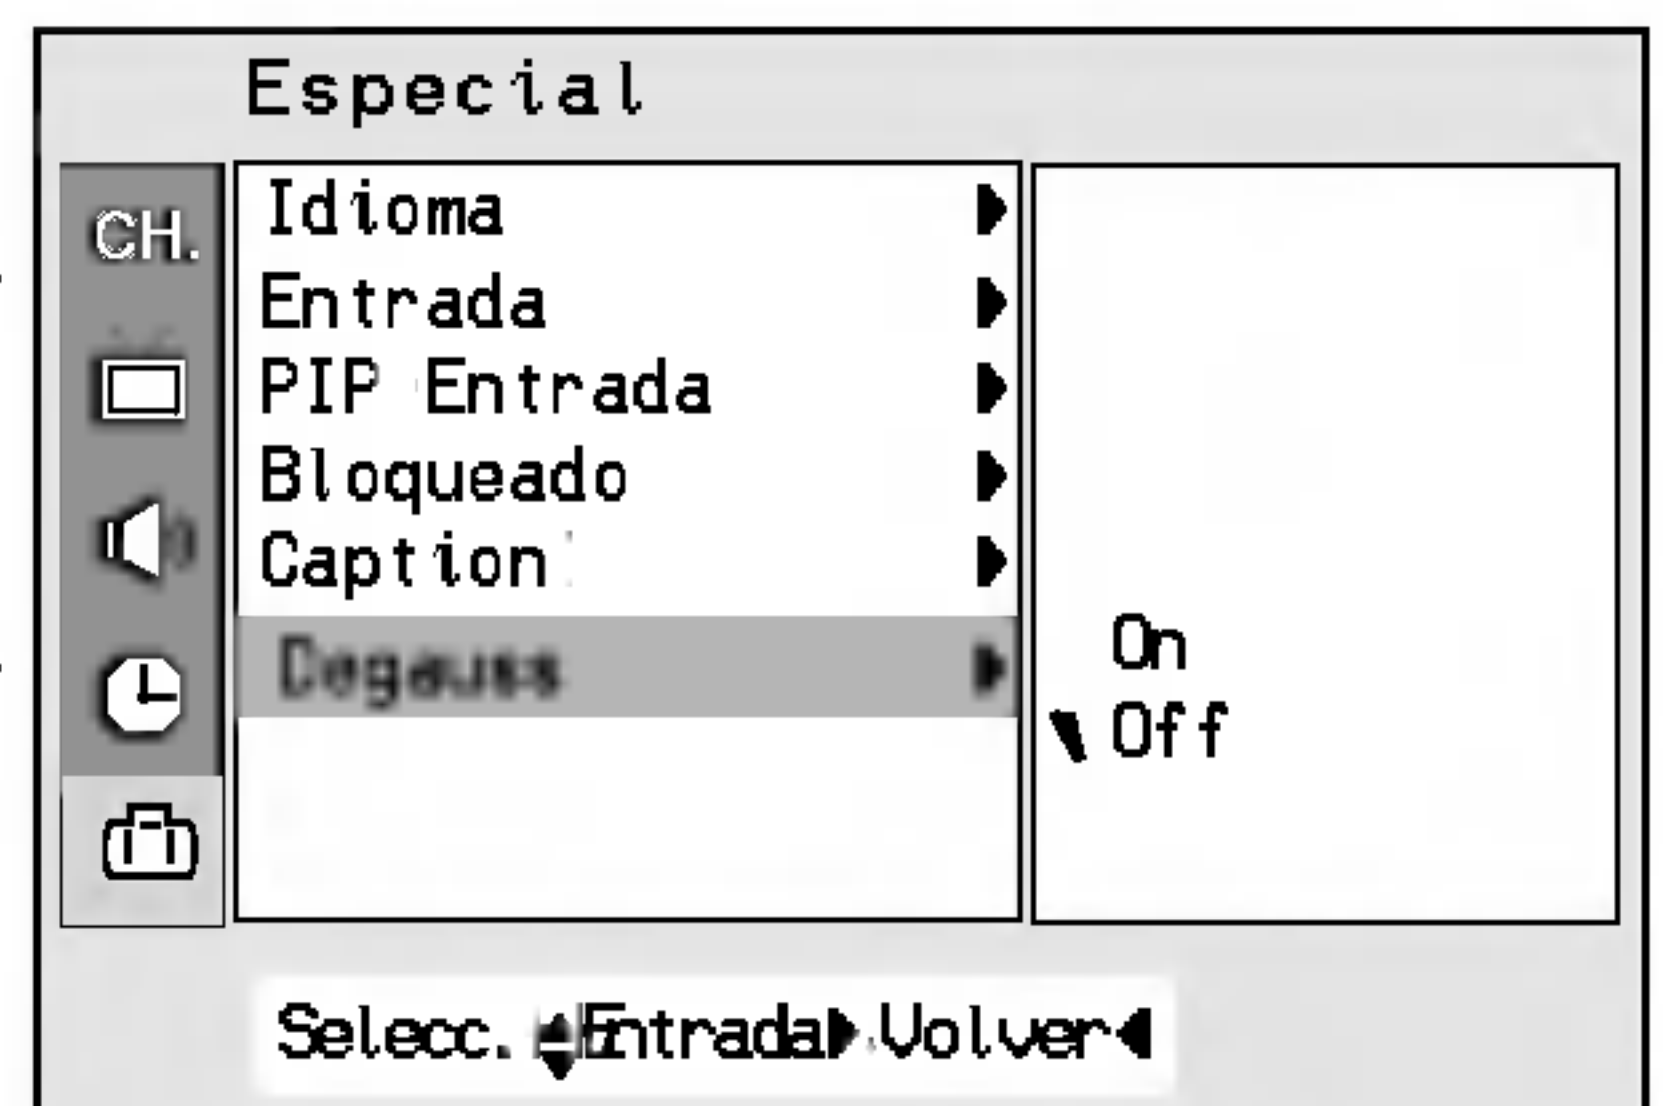 Especial
CH.
Idioma
Entrada
PIP Entrada
Bloqueado
Caption
Degauss
On
Off
Selecc. Entrada Volver